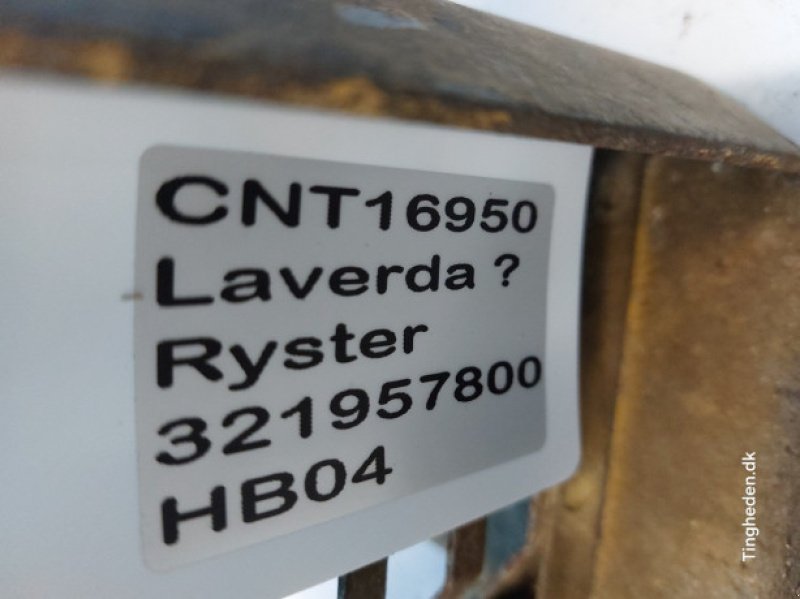 CNT16950
Laverda ?
Ryster
321957800
HB04
Tingheden.dk